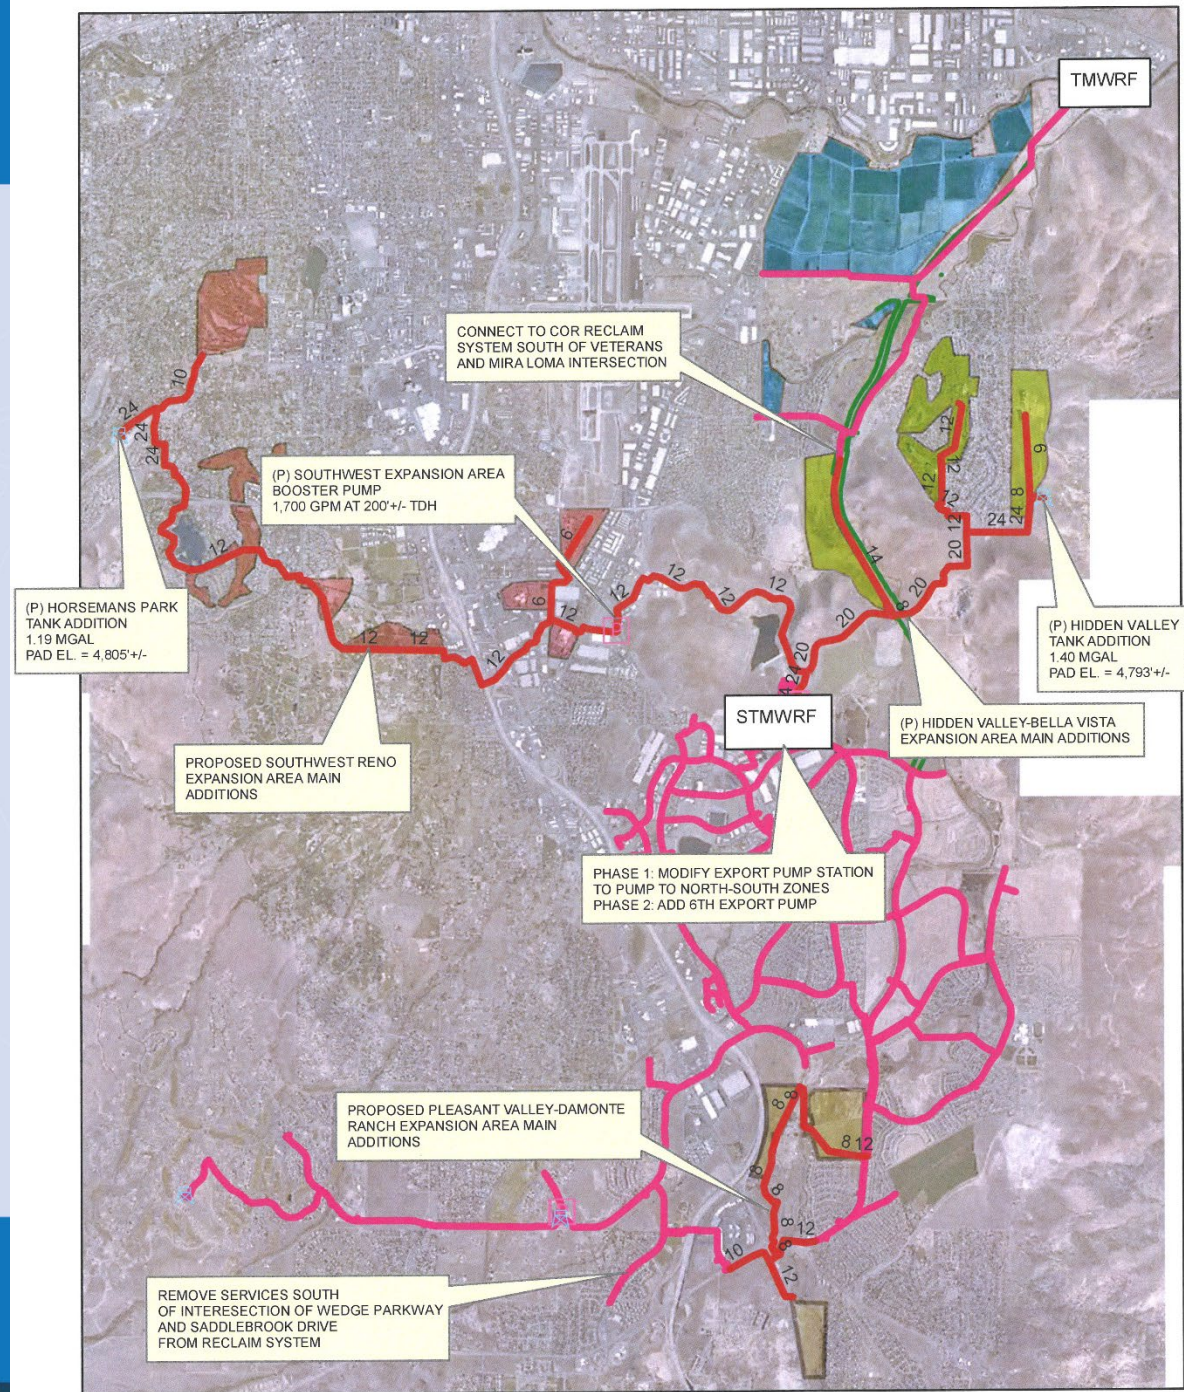 TMWRF
CONNECT TO COR RECLAIM
SYSTEM SOUTH OF VETERANS
AND MIRA LOMA INTERSECTION
10
24
24
24
(P) SOUTHWEST EXPANSION AREA
BOOSTER PUMP
1,700 GPM AT 200'+/- TDH
12
12
12
12
9
8
24
24
12
20
14
6
6
12
12
12
12
12
12
20
20
8
20
24
(P) HORSEMANS PARK
TANK ADDITION
1.19 MGAL
PAD EL. = 4,805'+/-
(P) HIDDEN VALLEY
TANK ADDITION
1.40 MGAL
PAD EL. = 4,793'+/-
12
12
12
STMWRF
(P) HIDDEN VALLEY-BELLA VISTA
EXPANSION AREA MAIN ADDITIONS
PROPOSED SOUTHWEST RENO
EXPANSION AREA MAIN
ADDITIONS
PHASE 1: MODIFY EXPORT PUMP STATION
TO PUMP TO NORTH-SOUTH ZONES
PHASE 2: ADD 6TH EXPORT PUMP
PROPOSED PLEASANT VALLEY-DAMONTE
RANCH EXPANSION AREA MAIN
ADDITIONS
8
8
8
12
8
8
8
12
8
10
12
REMOVE SERVICES SOUTH
OF INTERESECTION OF WEDGE PARKWAY
AND SADDLEBROOK DRIVE
FROM RECLAIM SYSTEM